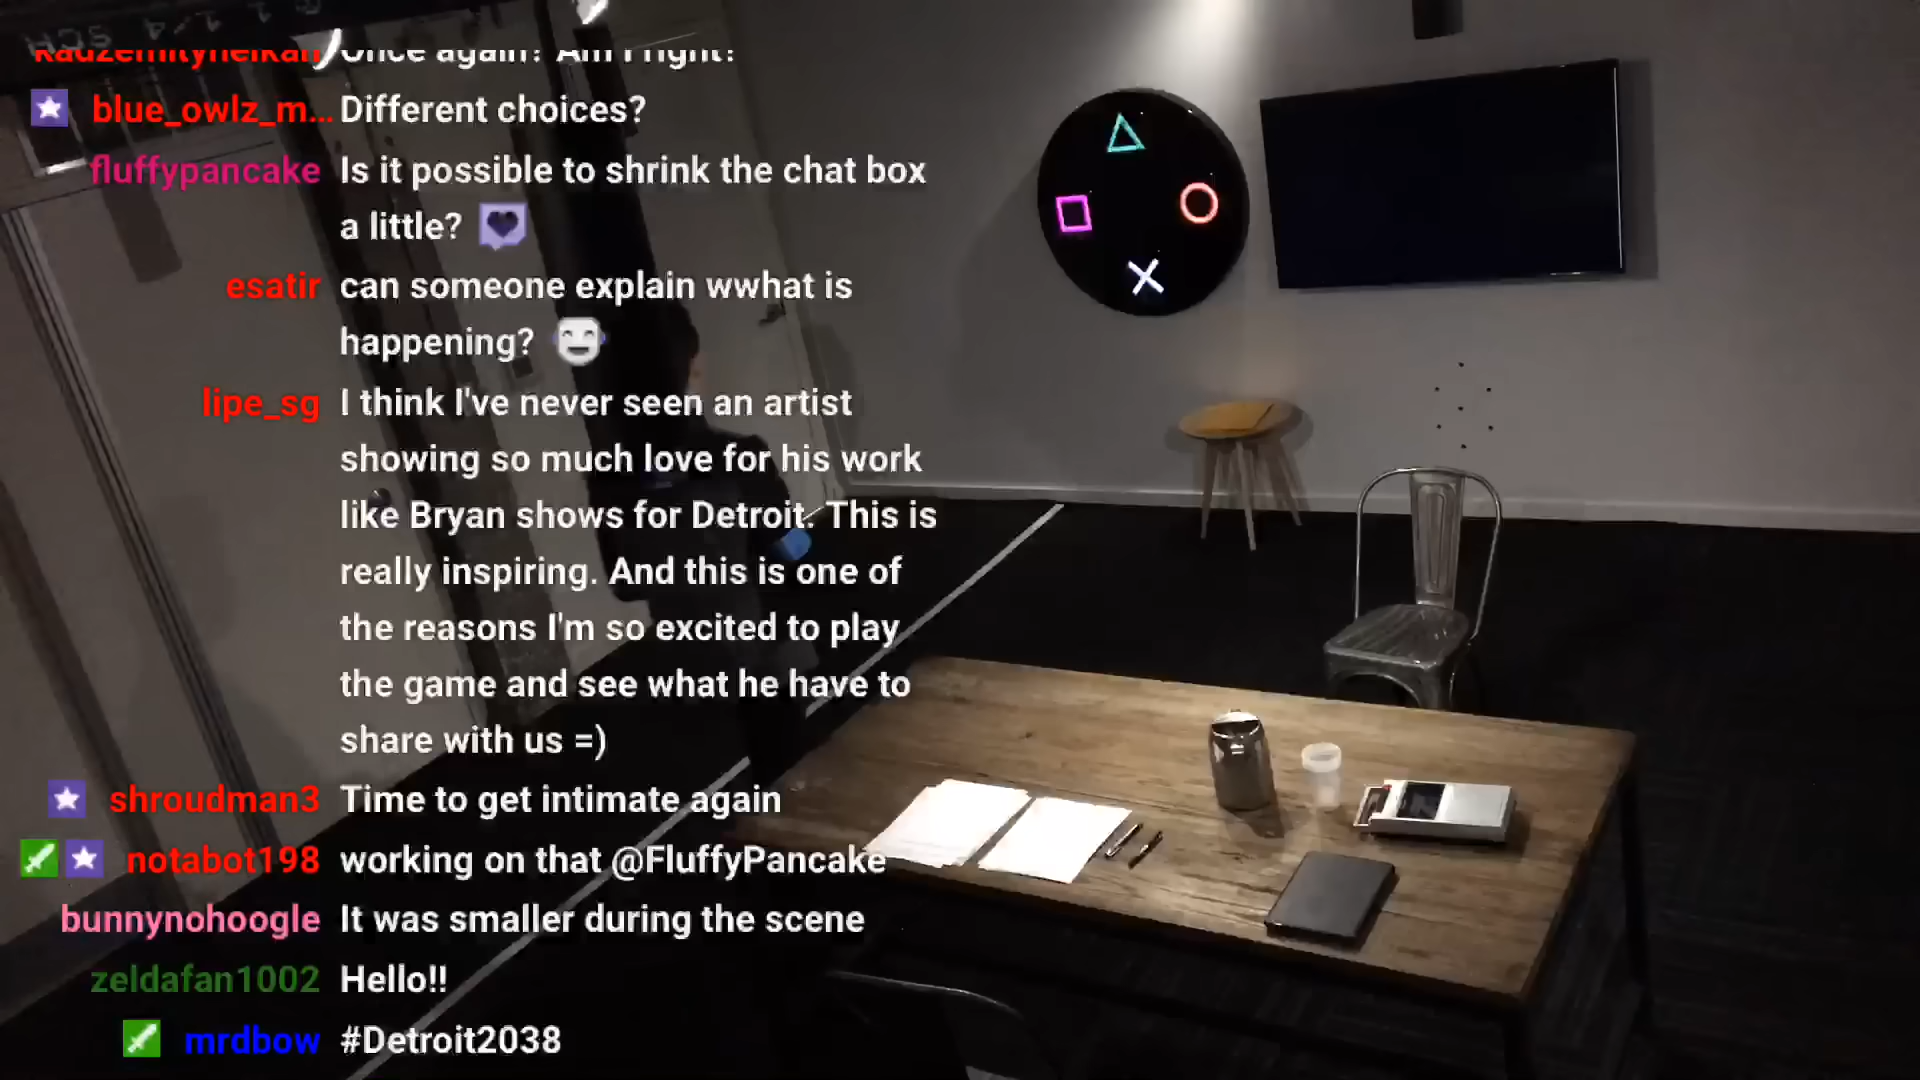 Once again? Am I right?
blue_owlz_m... Different choices?
fluffypancake Is it possible to shrink the chat box
a little?
esatir can someone explain wwhat is
happening?
lipe_sg I think I've never seen an artist
showing so much love for his work
like Bryan shows for Detroit. This is
really inspiring. And this is one of
the reasons I'm so excited to play
the game and see what he have to
share with us =)
shroudman3 Time to get intimate again
notabot198 working on that @FluffyPancake
bunnynohoogle It was smaller during the scene
zeldafan1002 Hello!!
mrdbow #Detroit2038